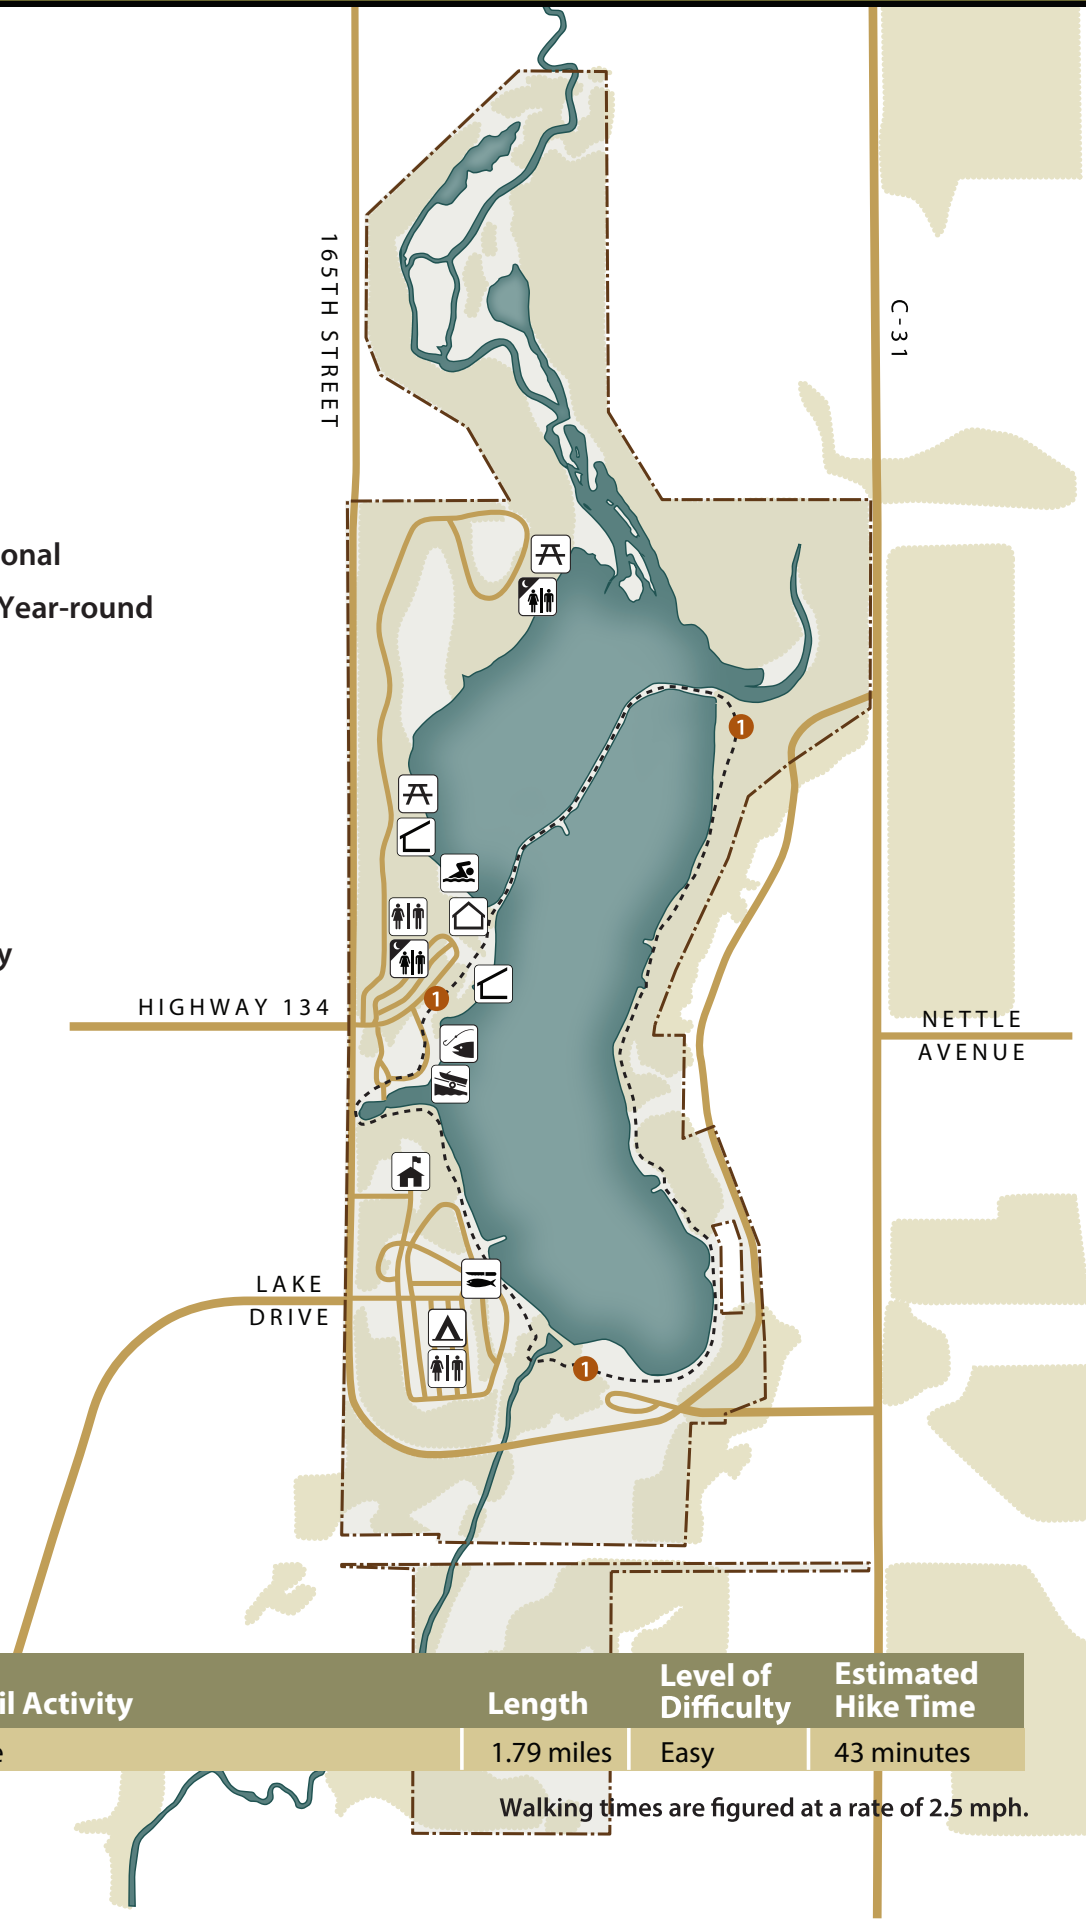 165TH STREET
C-31
onal
Year-round
1
y
HIGHWAY 134
1
NETTLE
AVENUE
LAKE
DRIVE
1
il Activity
Length
Level of
Difficulty
Estimated
Hike Time
e
1.79 miles
Easy
43 minutes
Walking times are figured at a rate of 2.5 mph.